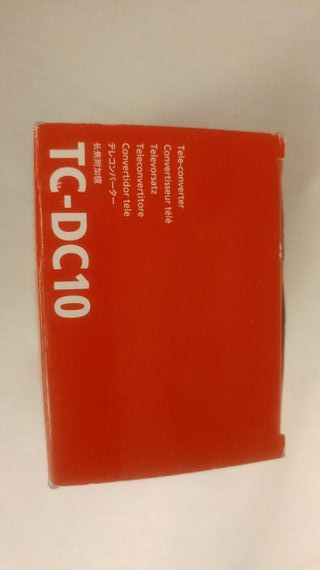 Tele-converter
Convertisseur télé
Televorsatz
Teleconvertitore
Convertidor tele
テレコンバーター
长焦附加镜
TC-DC10